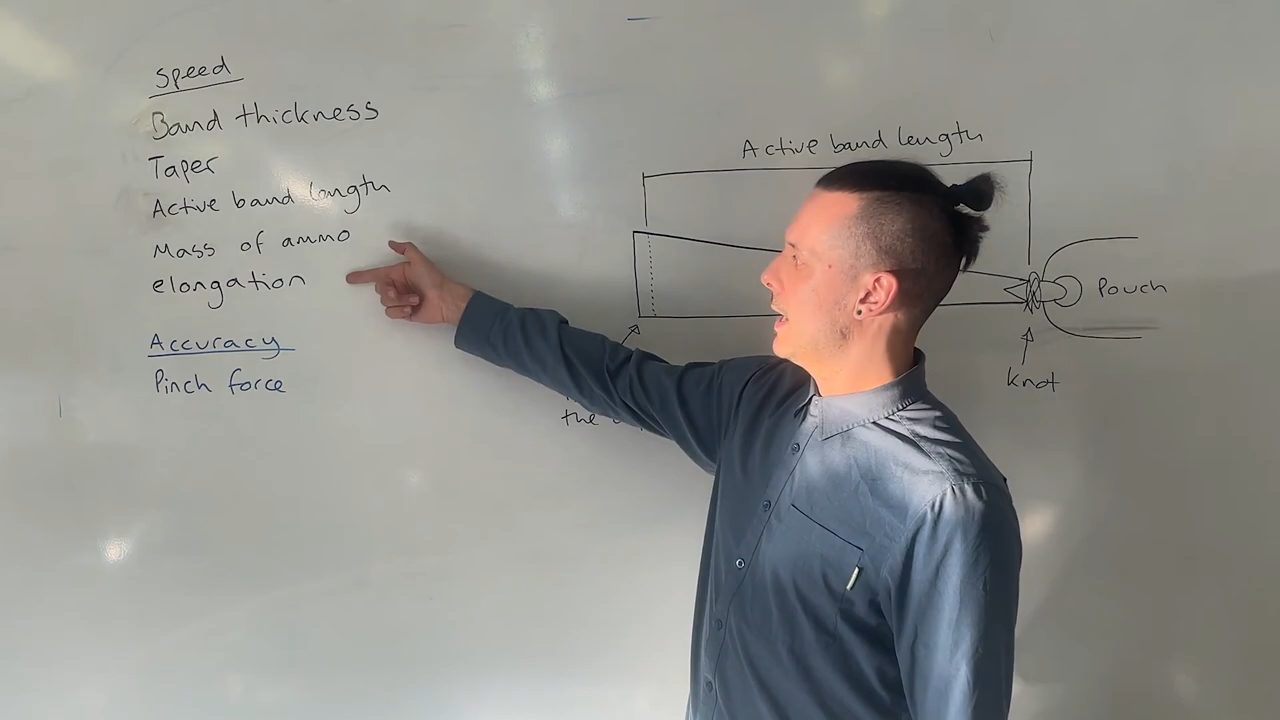 Speed
Band thickness
Taper
Active band length
Mass of ammo
elongation
Accuracy
Pinch force
Active band length
Pouch
Knot
the